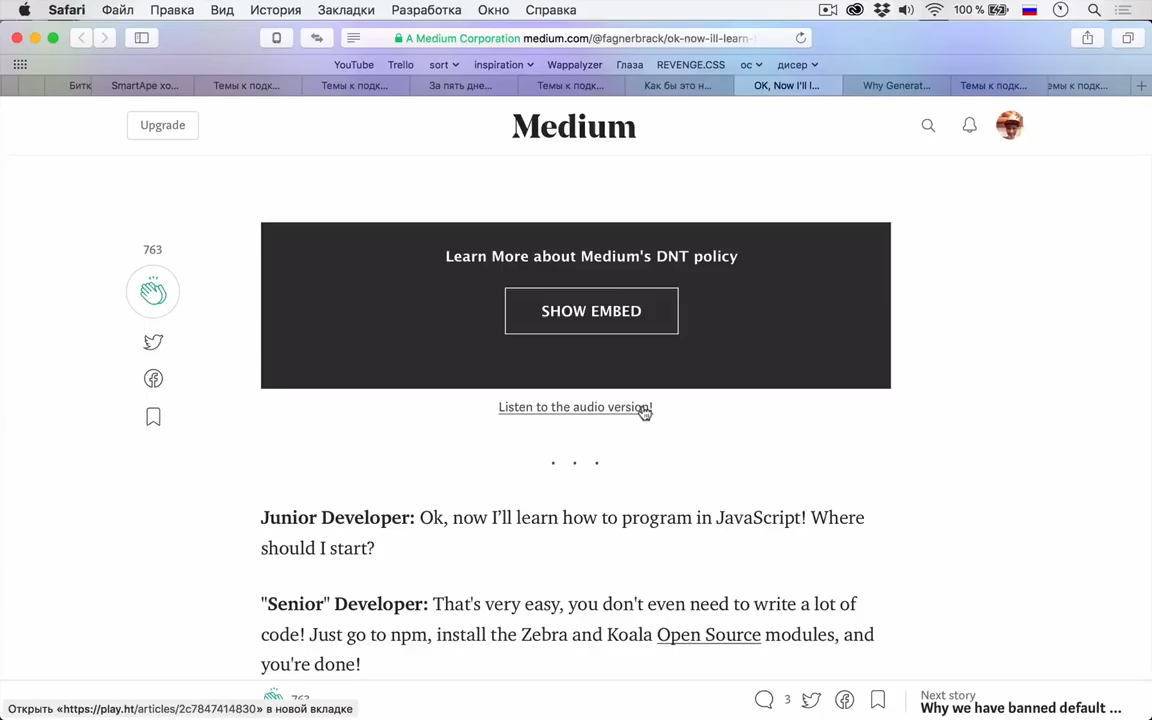 Safari Файл Правка Вид История Закладки Разработка Окно Справка 100 %
A Medium Corporation medium.com/@fagnerbrack/ok-now-ill-learn-
YouTube Trello sort inspiration Wappalyzer Глаза REVENGE.CSS ос дисер
Битк SmartApe хо... Темы к подк... Темы к подк... За пять дне... Темы к подк... Как бы это н... OK, Now I'll l... Why Generat... Темы к подк... емы к подк...
Upgrade Medium
Learn More about Medium's DNT policy
763
SHOW EMBED
Listen to the audio version!
. . .
Junior Developer: Ok, now I'll learn how to program in JavaScript! Where
should I start?
"Senior" Developer: That's very easy, you don't even need to write a lot of
code! Just go to npm, install the Zebra and Koala Open Source modules, and
you're done!
763 3 Next story
Why we have banned default ...
Открыть «https://play.ht/articles/2c7847414830» в новой вкладке